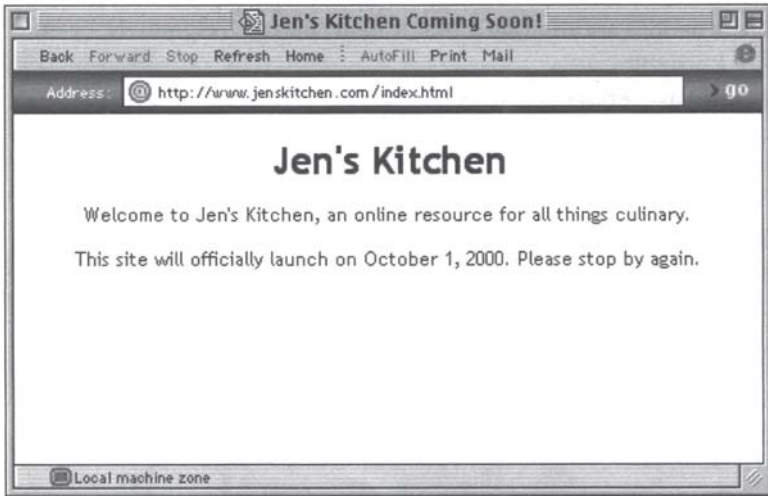 Jen's Kitchen Coming Soon!
Back Forward Stop Refresh Home AutoFill Print Mail
Address: @ http://www.jenskitchen.com/index.html go
Jen's Kitchen
Welcome to Jen's Kitchen, an online resource for all things culinary.
This site will officially launch on October 1, 2000. Please stop by again.
Local machine zone